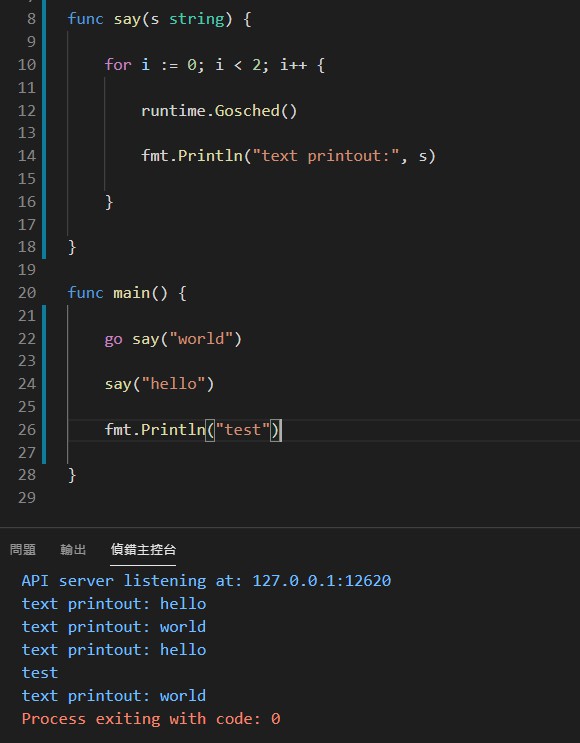 8 func say(s string) {
9
10 for i := 0; i < 2; i++ {
11
12 runtime.Gosched()
13
14 fmt.Println("text printout:", s)
15
16 }
17
18 }
19
20 func main() {
21
22 go say("world")
23
24 say("hello")
25
26 fmt.Println("test")
27
28 }
29
問題 輸出 偵錯主控台
API server listening at: 127.0.0.1:12620
text printout: hello
text printout: world
text printout: hello
test
text printout: world
Process exiting with code: 0